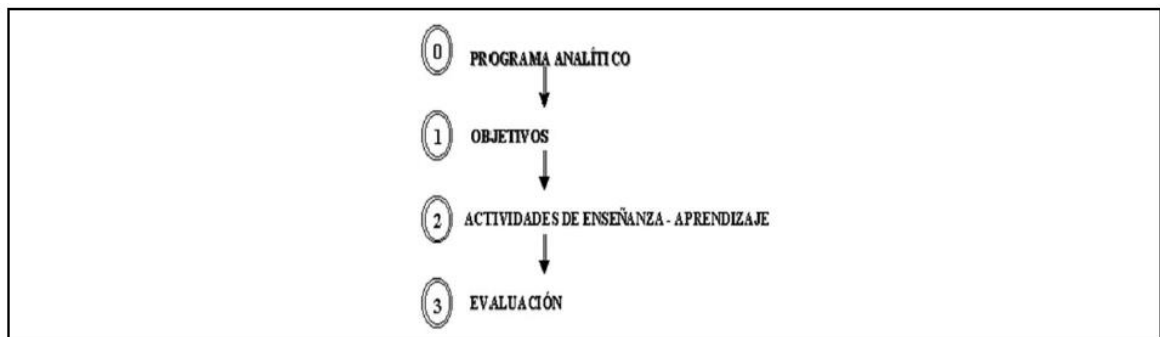 0 PROGRAMA ANALÍTICO
1 OBJETIVOS
2 ACTIVIDADES DE ENSEÑANZA - APRENDIZAJE
3 EVALUACIÓN